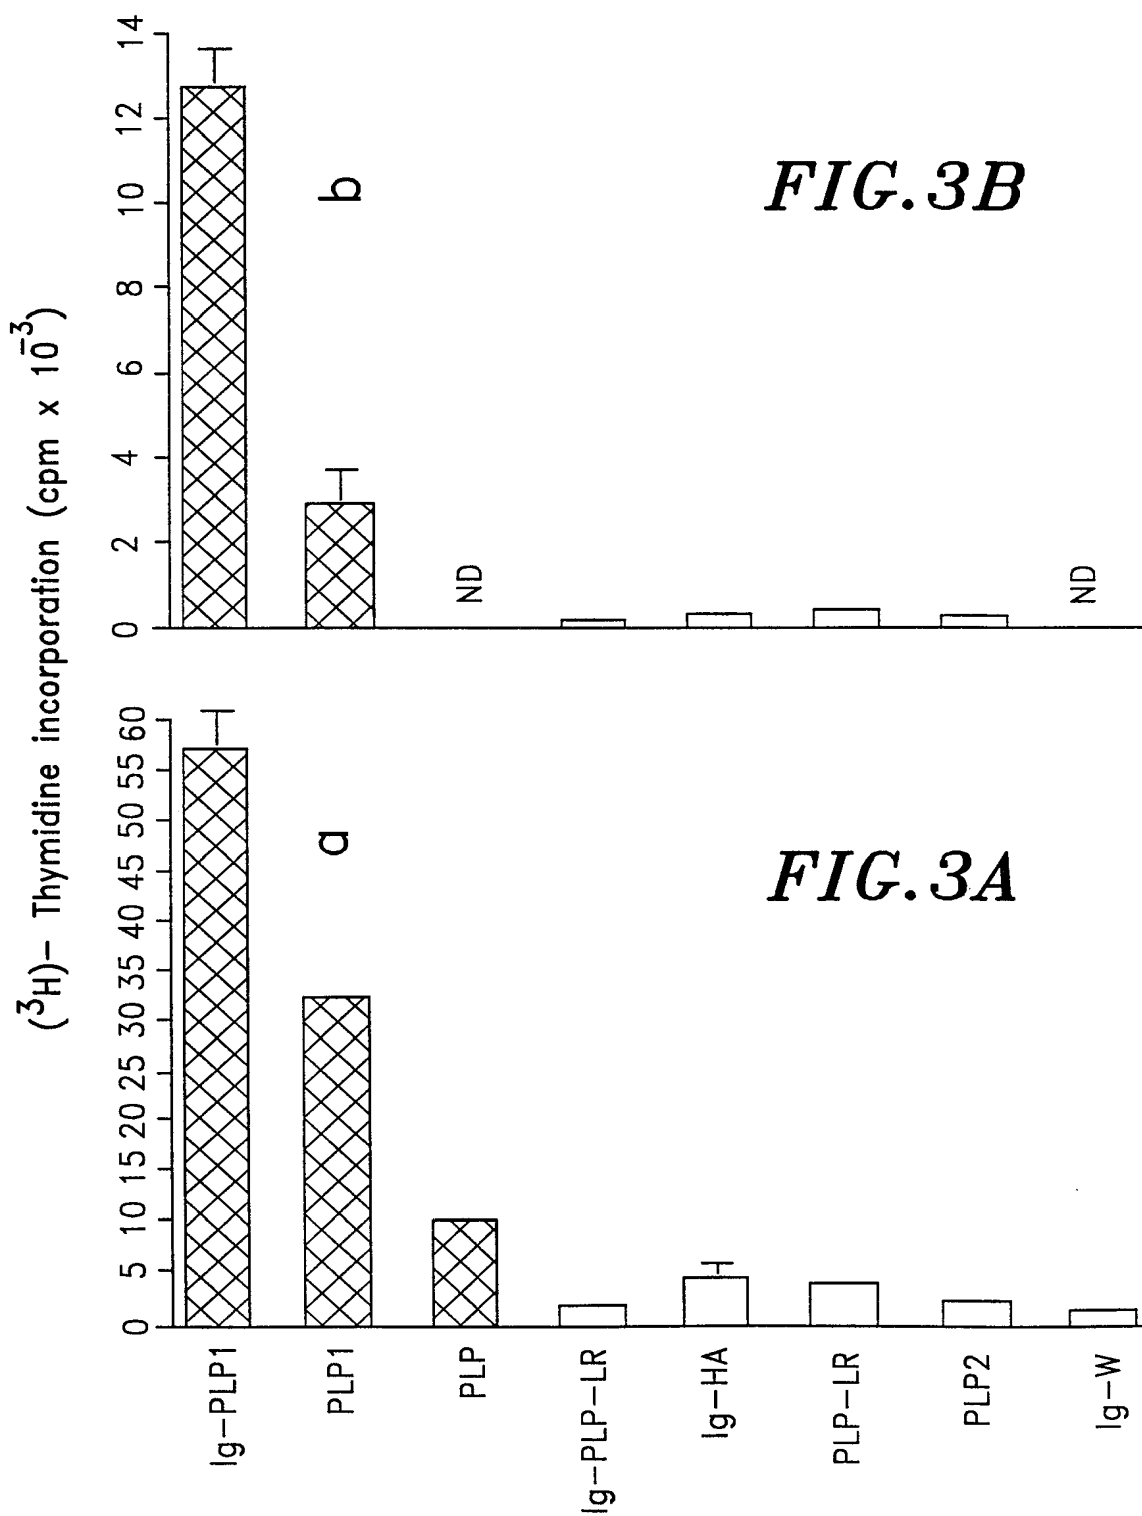 (³H)– Thymidine incorporation (cpm x 10⁻³)
0 2 4 6 8 10 12 14
b
ND
ND
FIG.3B
0 5 10 15 20 25 30 35 40 45 50 55 60
a
FIG.3A
Ig–PLP1
PLP1
PLP
Ig–PLP–LR
Ig–HA
PLP–LR
PLP2
Ig–W